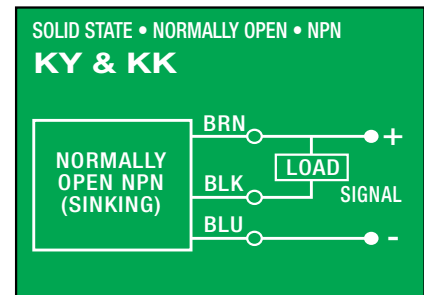 SOLID STATE • NORMALLY OPEN • NPN
KY & KK
BRN
+
NORMALLY
OPEN NPN
(SINKING)
LOAD
BLK
SIGNAL
BLU
-